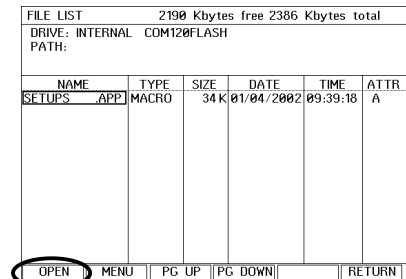 FILE LIST 2190 Kbytes free 2386 Kbytes total
DRIVE: INTERNAL COM120FLASH
PATH:
NAME TYPE SIZE DATE TIME ATTR
SETUPS .APP MACRO 34 K 01/04/2002 09:39:18 A
OPEN MENU PG UP PG DOWN RETURN